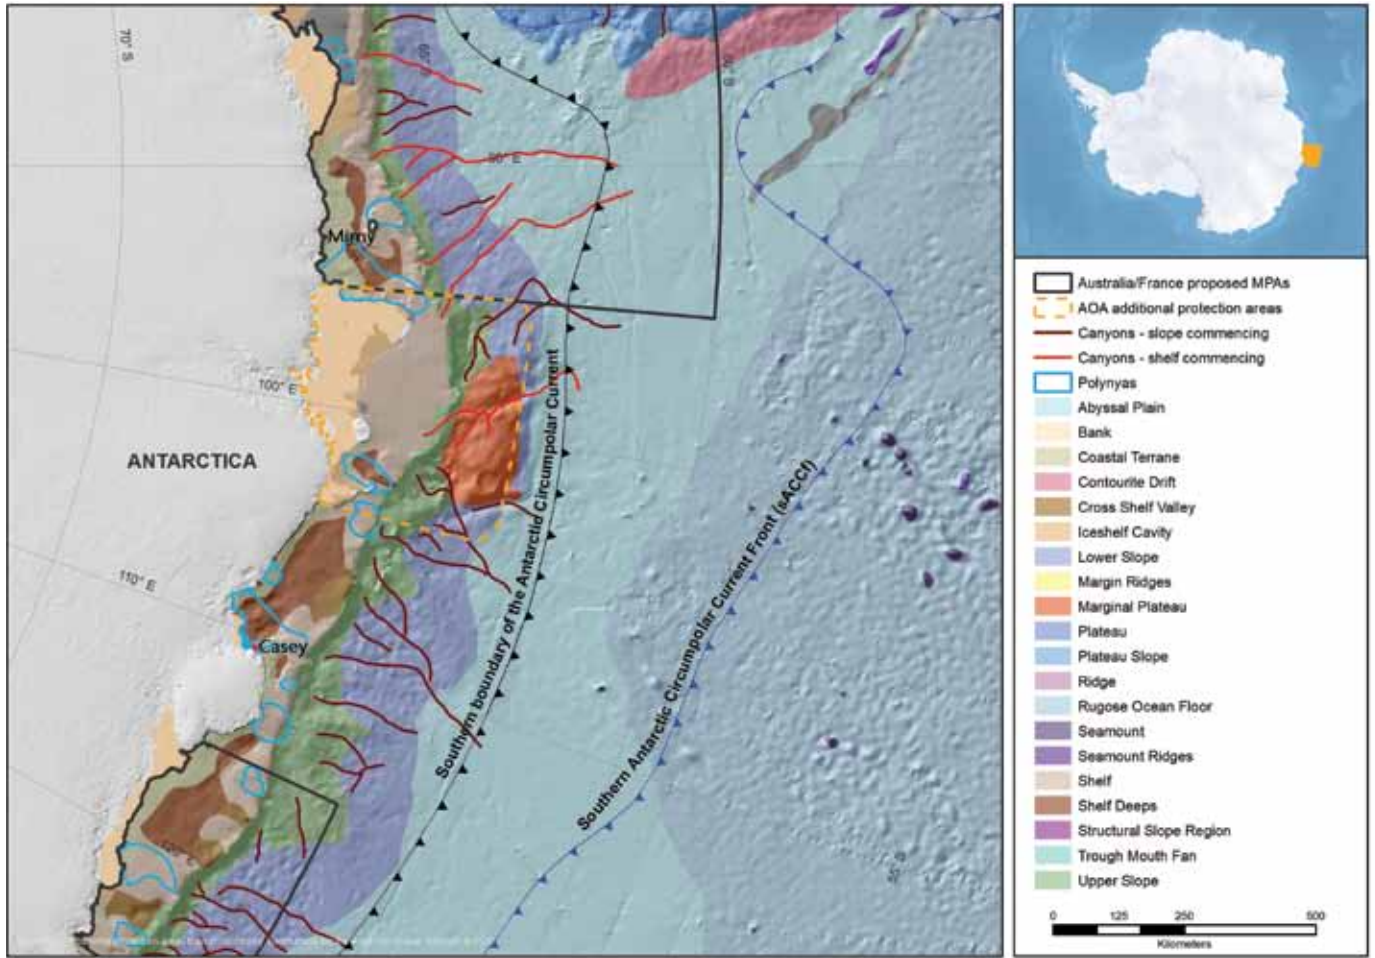 70° S
60° S
60° S
90° E
Mirny
100° E
ANTARCTICA
110° E
Casey
Southern boundary of the Antarctic Circumpolar Current
Southern Antarctic Circumpolar Current Front (sACCf)
55° S
Australia/France proposed MPAs
AOA additional protection areas
Canyons - slope commencing
Canyons - shelf commencing
Polynyas
Abyssal Plain
Bank
Coastal Terrane
Contourite Drift
Cross Shelf Valley
Iceshelf Cavity
Lower Slope
Margin Ridges
Marginal Plateau
Plateau
Plateau Slope
Ridge
Rugose Ocean Floor
Seamount
Seamount Ridges
Shelf
Shelf Deeps
Structural Slope Region
Trough Mouth Fan
Upper Slope
0 125 250 500
Kilometers